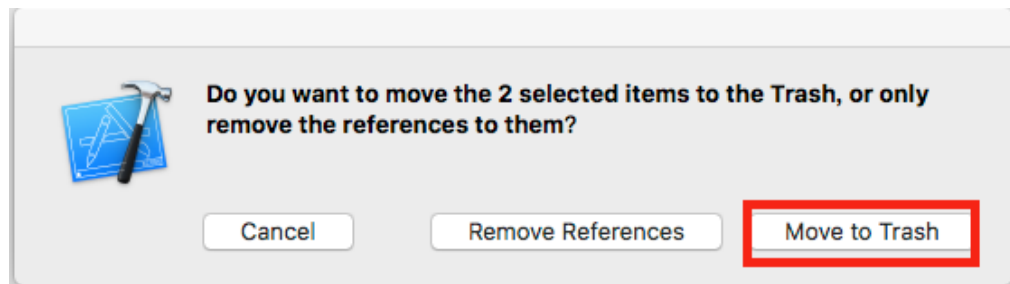 Do you want to move the 2 selected items to the Trash, or only
remove the references to them?
Cancel
Remove References
Move to Trash